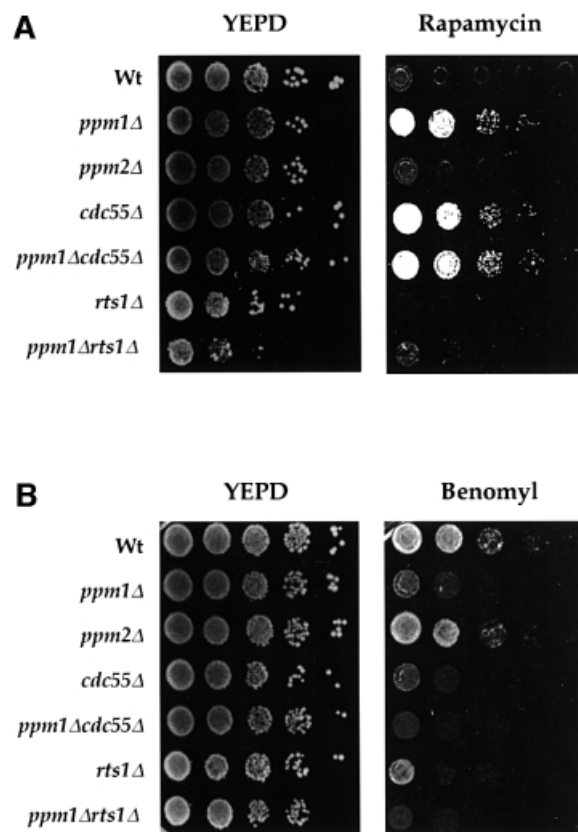 A
YEPD
Rapamycin
Wt
ppm1Δ
ppm2Δ
cdc55Δ
ppm1Δcdc55Δ
rts1Δ
ppm1Δrts1Δ
B
YEPD
Benomyl
Wt
ppm1Δ
ppm2Δ
cdc55Δ
ppm1Δcdc55Δ
rts1Δ
ppm1Δrts1Δ